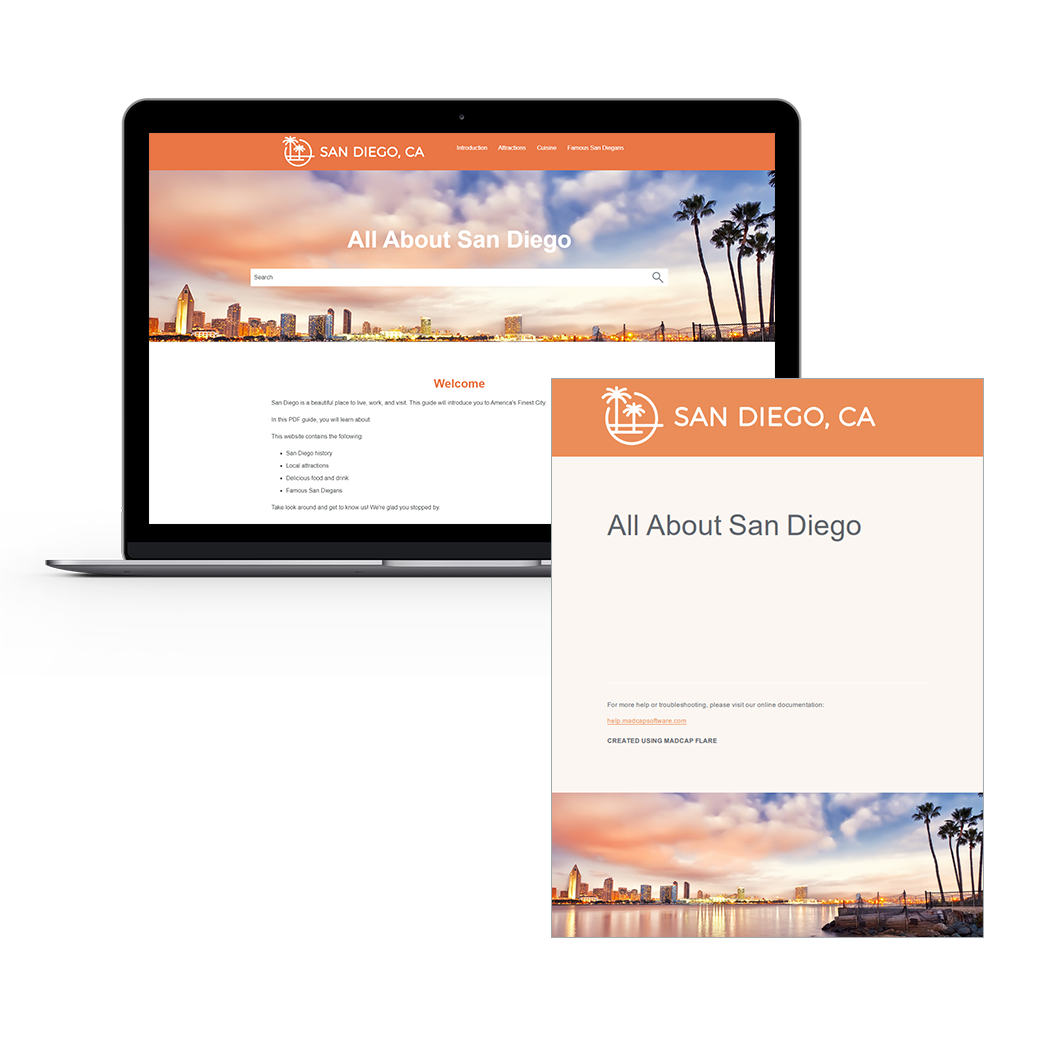 SAN DIEGO, CA
Introduction Attractions Cuisine Famous San Diegans
All About San Diego
Search
Welcome
San Diego is a beautiful place to live, work, and visit. This guide will introduce you to America's Finest City
In this PDF guide, you will learn about
This website contains the following:
San Diego history
Local attractions
Delicious food and drink
Famous San Diegans
Take look around and get to know us! We're glad you stopped by.
SAN DIEGO, CA
All About San Diego
For more help or troubleshooting, please visit our online documentation:
help.madcapsoftware.com
CREATED USING MADCAP FLARE